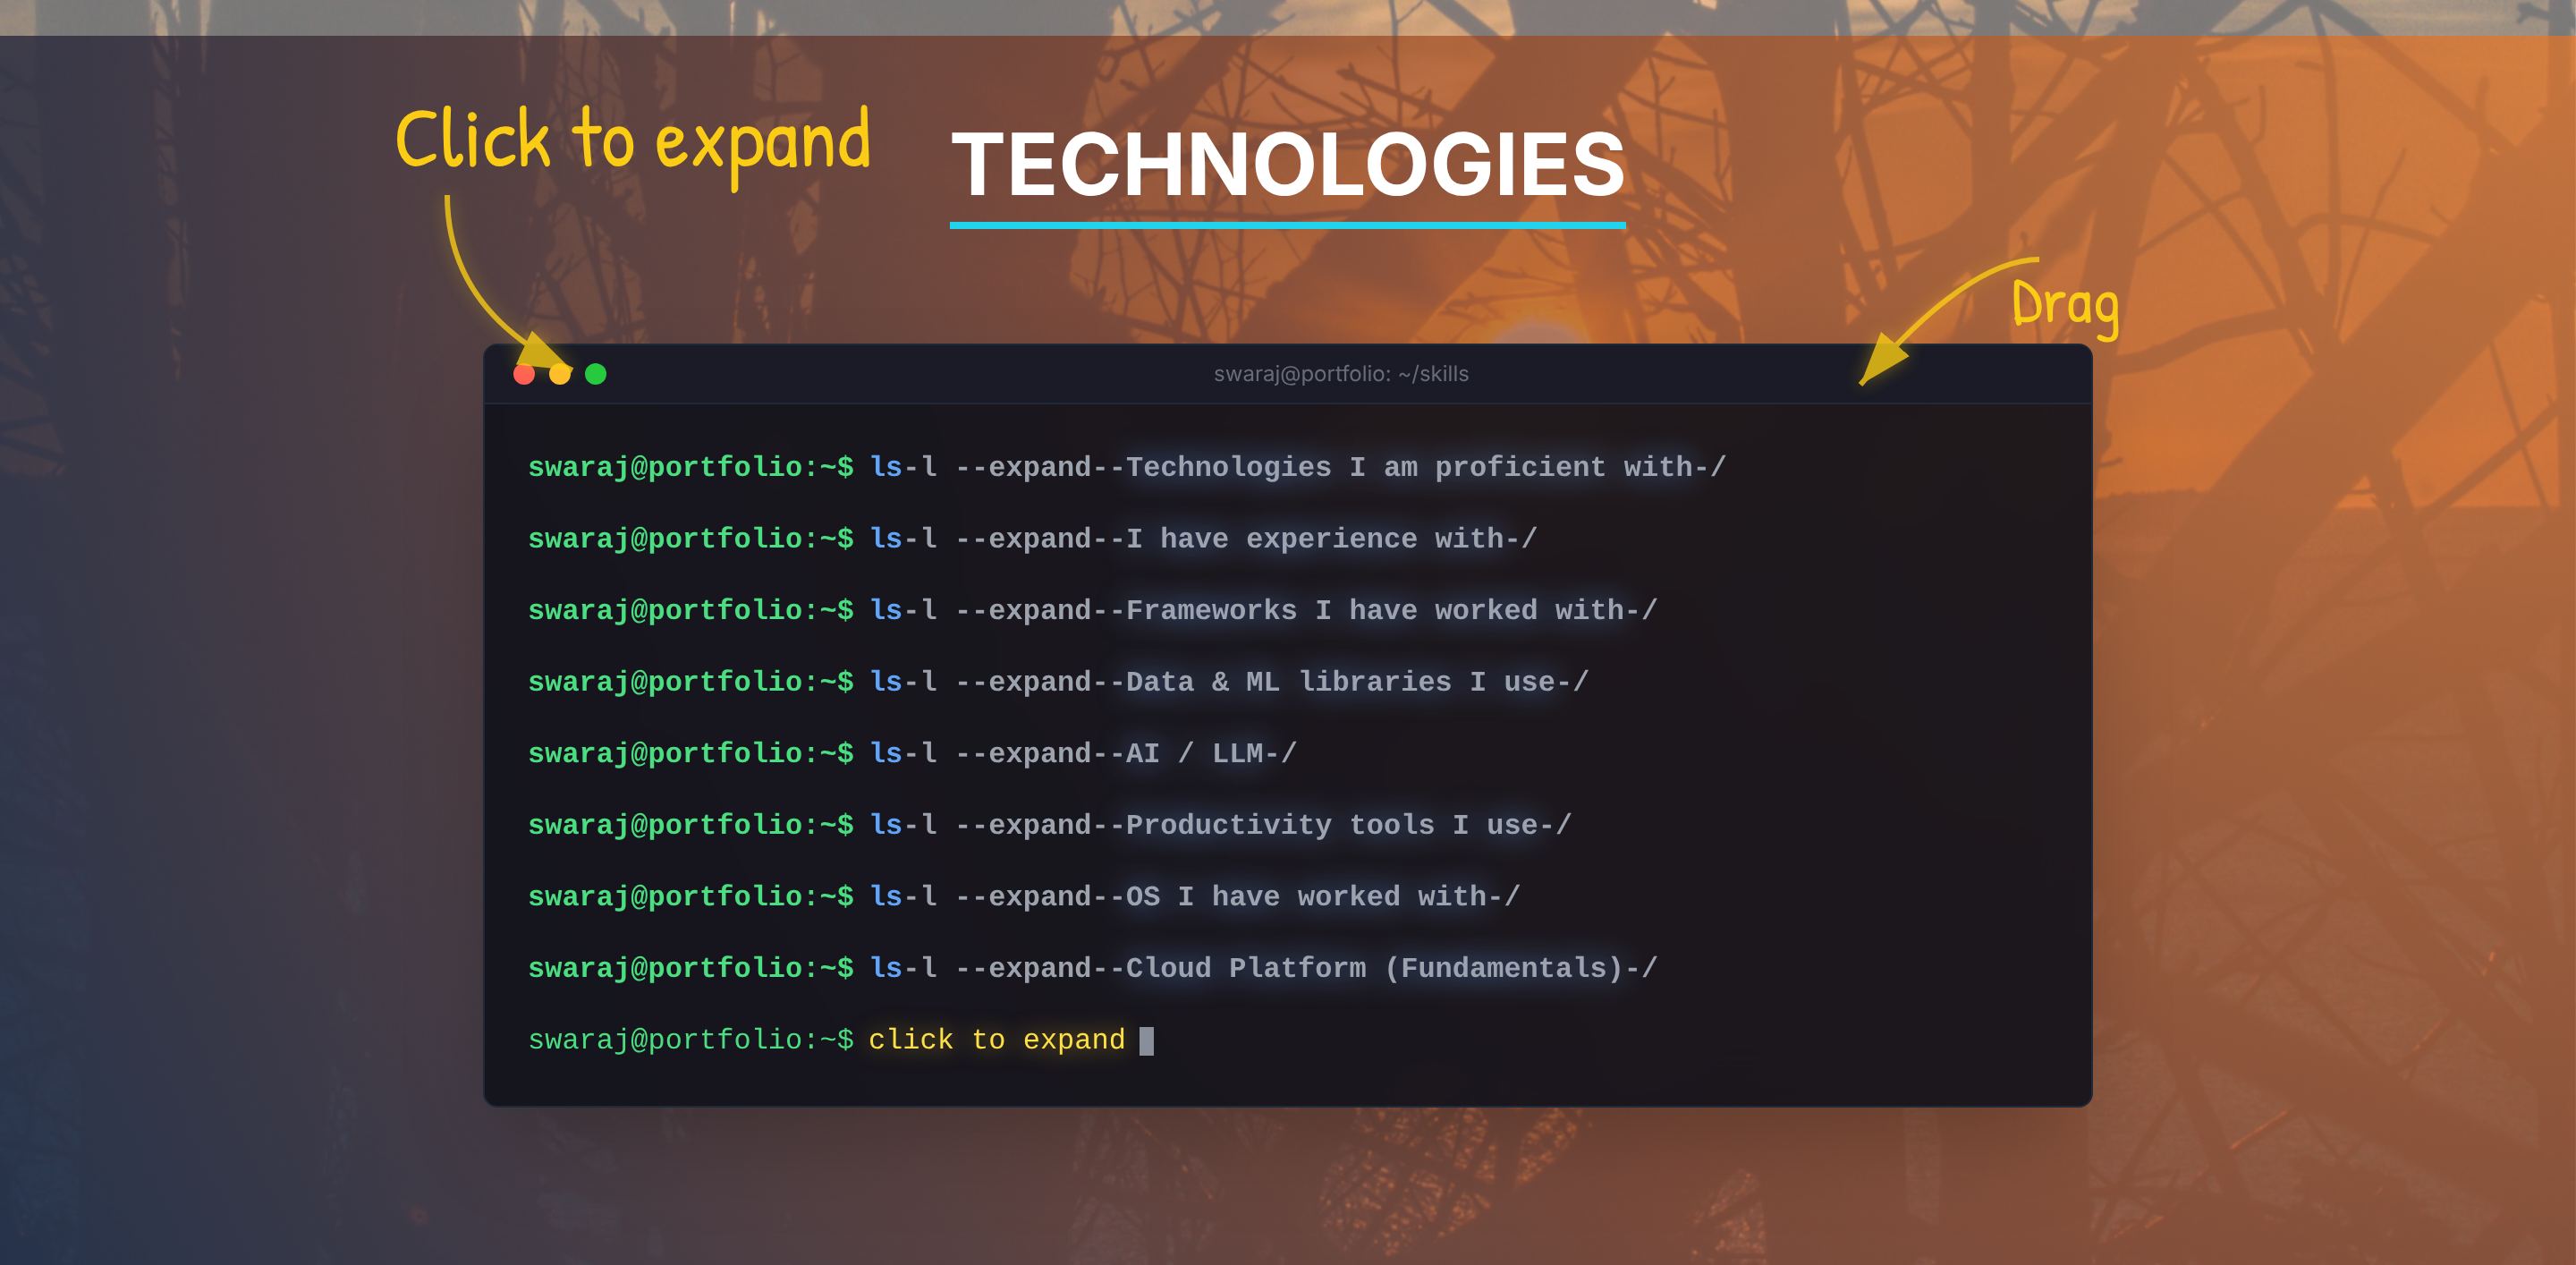 Click to expand
TECHNOLOGIES
Drag
swaraj@portfolio: ~/skills
swaraj@portfolio:~$ ls-l --expand--Technologies I am proficient with-/
swaraj@portfolio:~$ ls-l --expand--I have experience with-/
swaraj@portfolio:~$ ls-l --expand--Frameworks I have worked with-/
swaraj@portfolio:~$ ls-l --expand--Data & ML libraries I use-/
swaraj@portfolio:~$ ls-l --expand--AI / LLM-/
swaraj@portfolio:~$ ls-l --expand--Productivity tools I use-/
swaraj@portfolio:~$ ls-l --expand--OS I have worked with-/
swaraj@portfolio:~$ ls-l --expand--Cloud Platform (Fundamentals)-/
swaraj@portfolio:~$ click to expand